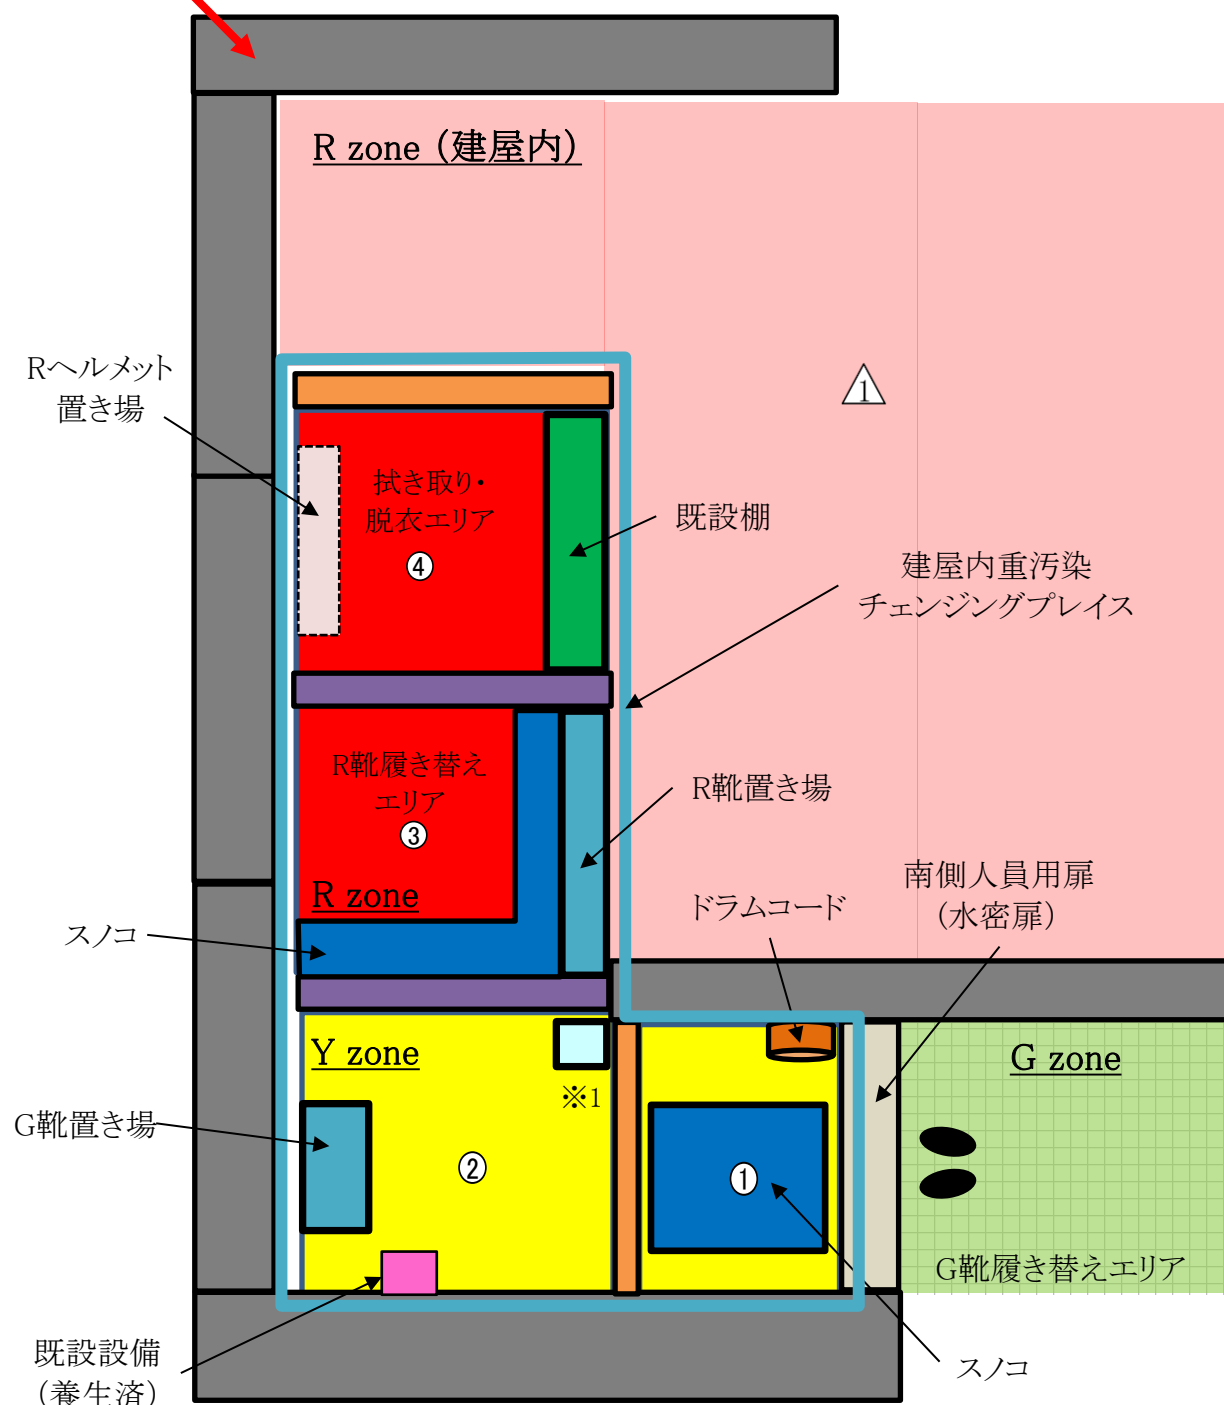 R zone（建屋内）
1
Rヘルメット
置き場
拭き取り・
脱衣エリア
④
既設棚
建屋内重汚染
チェンジングプレイス
R靴履き替え
エリア
③
R zone
R靴置き場
スノコ
ドラムコード
南側人員用扉
（水密扉）
Y zone
※1
G zone
G靴置き場
②
①
G靴履き替えエリア
既設設備
（養生済）
スノコ